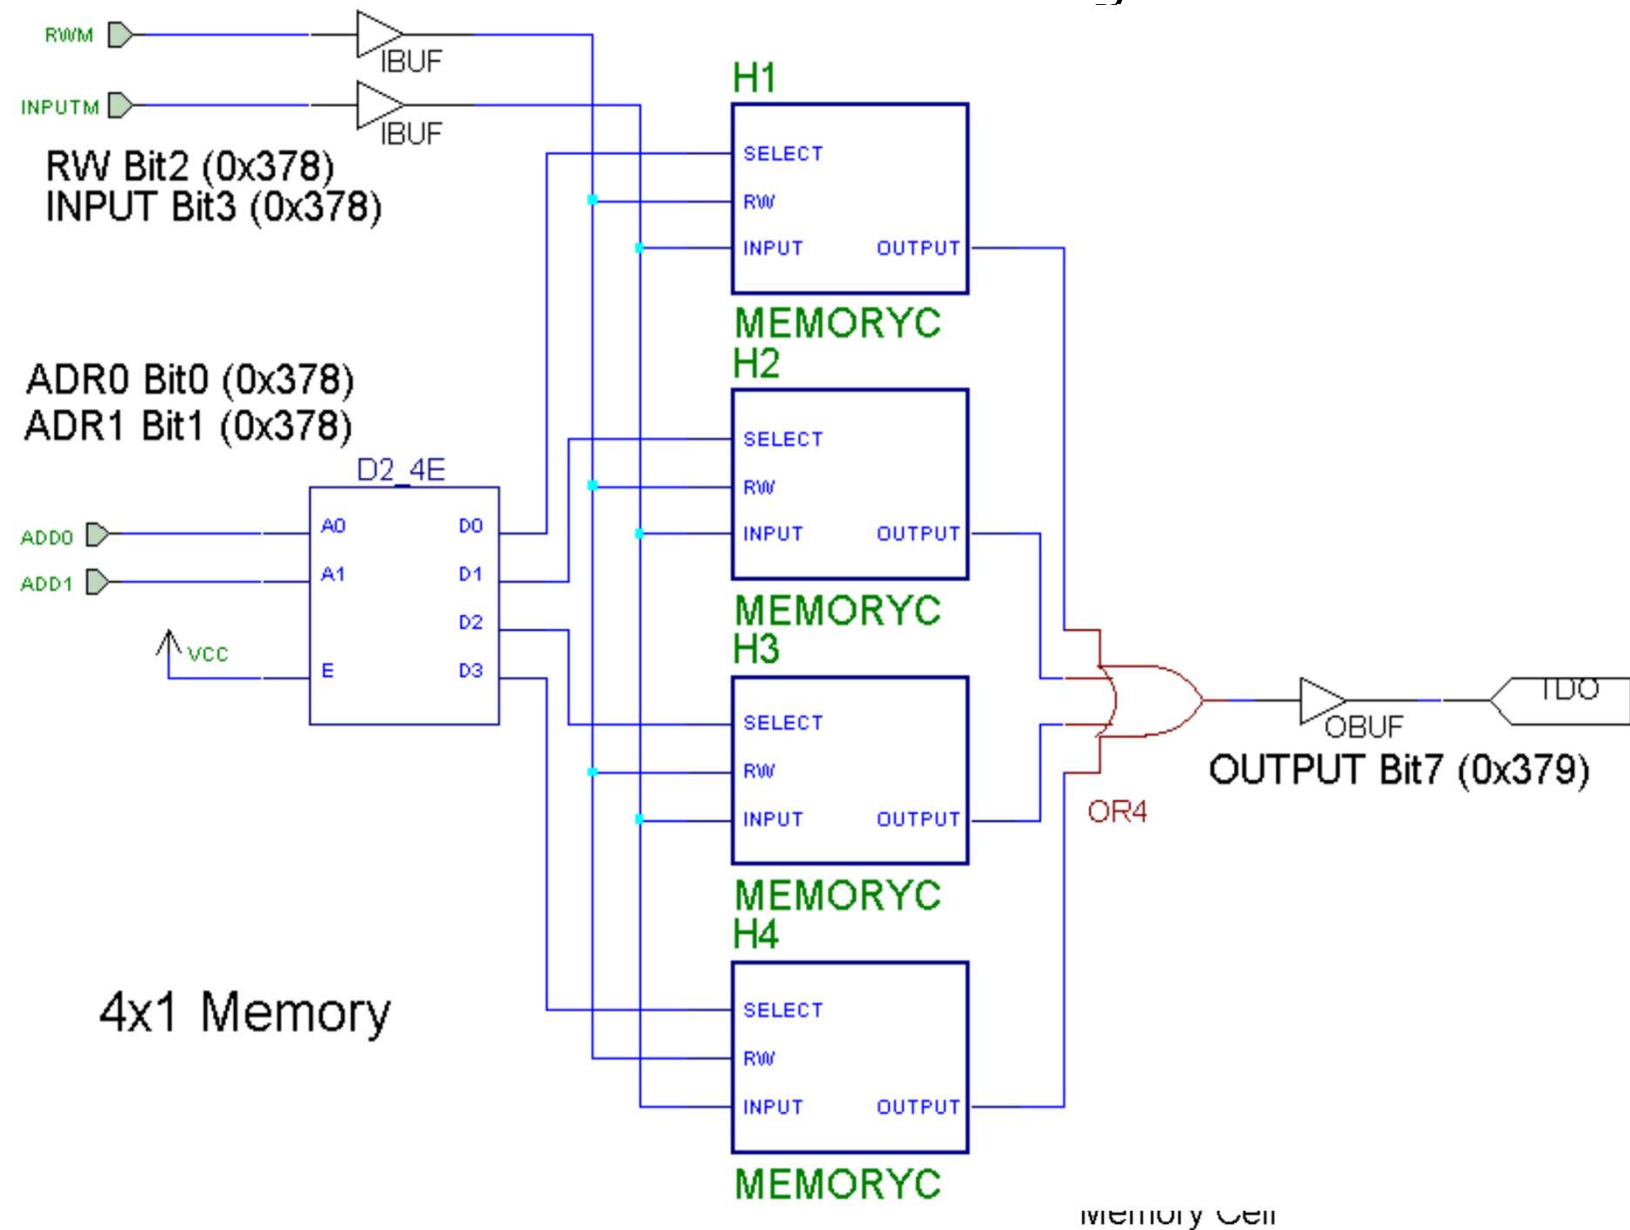 RWM
IBUF
INPUTM
IBUF
RW Bit2 (0x378)
INPUT Bit3 (0x378)
ADR0 Bit0 (0x378)
ADR1 Bit1 (0x378)
D2_4E
ADD0
A0
D0
ADD1
A1
D1
D2
VCC
E
D3
4x1 Memory
H1
SELECT
RW
INPUT OUTPUT
MEMORYC
H2
SELECT
RW
INPUT OUTPUT
MEMORYC
H3
SELECT
RW
INPUT OUTPUT
MEMORYC
H4
SELECT
RW
INPUT OUTPUT
MEMORYC
OR4
OBUF
TDO
OUTPUT Bit7 (0x379)
Memory Cell